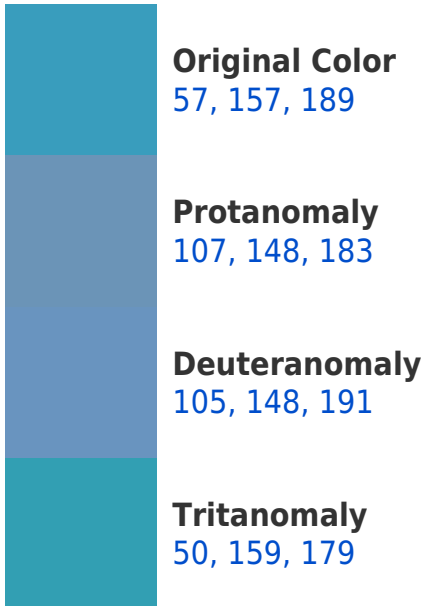 Original Color
57, 157, 189
Protanomaly
107, 148, 183
Deuteranomaly
105, 148, 191
Tritanomaly
50, 159, 179